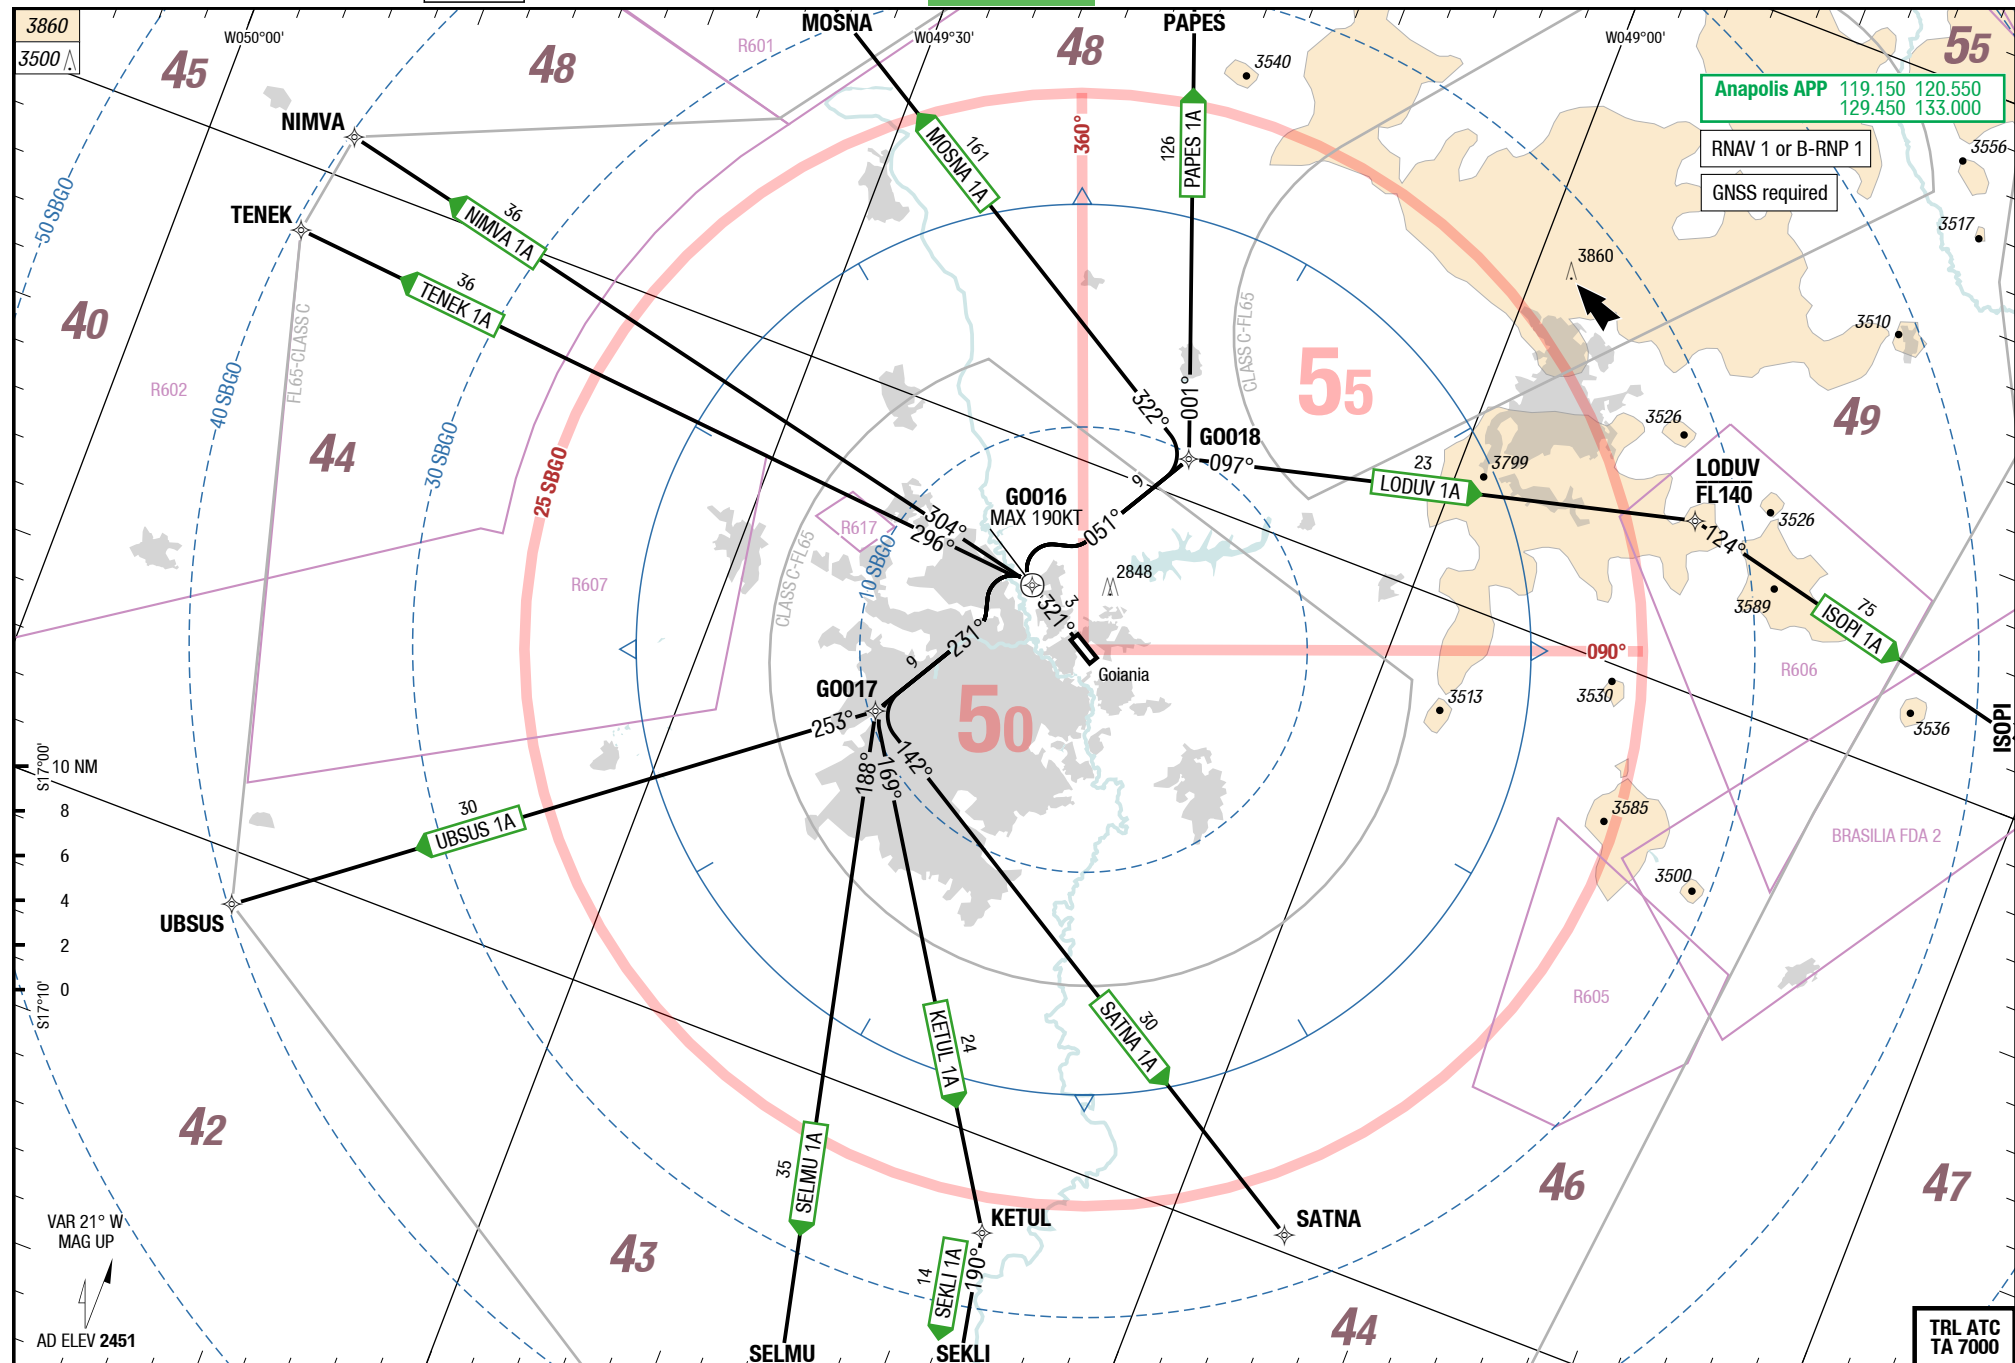 3860
3500
45
W050°00'
48
R601
MOSNA
W049°30'
48
PAPES
3540
W049°00'
55
Anapolis APP 119.150 120.550
129.450 133.000
RNAV 1 or B-RNP 1
GNSS required
3556
3517
NIMVA
TENEK
50 SBGO
36
NIMVA 1A
36
TENEK 1A
161
MOSNA 1A
360°
126
PAPES 1A
3860
3510
40
R602
FL65-CLASS C
40 SBGO
44
30 SBGO
25 SBGO
CLASS C-FL65
55
322°
001°
GO018
097°
9
23
LODUV 1A
3799
3526
49
LODUV
FL140
3526
124°
3589
75
ISOPI 1A
ISOPI
GO016
MAX 190KT
051°
304°
296°
R617
10 SBGO
CLASS C-FL65
R607
2848
3
321°
Goiania
231°
9
GO017
253°
50
090°
R606
3513
3530
3536
188°
169°
142°
S17°00'
10 NM
8
6
4
2
0
S17°10'
30
UBSUS 1A
UBSUS
3585
3500
BRASILIA FDA 2
R605
24
KETUL 1A
30
SATNA 1A
35
SELMU 1A
42
43
46
47
44
KETUL
SATNA
14
SEKLI 1A
190°
SELMU
SEKLI
VAR 21° W
MAG UP
AD ELEV 2451
TRL ATC
TA 7000